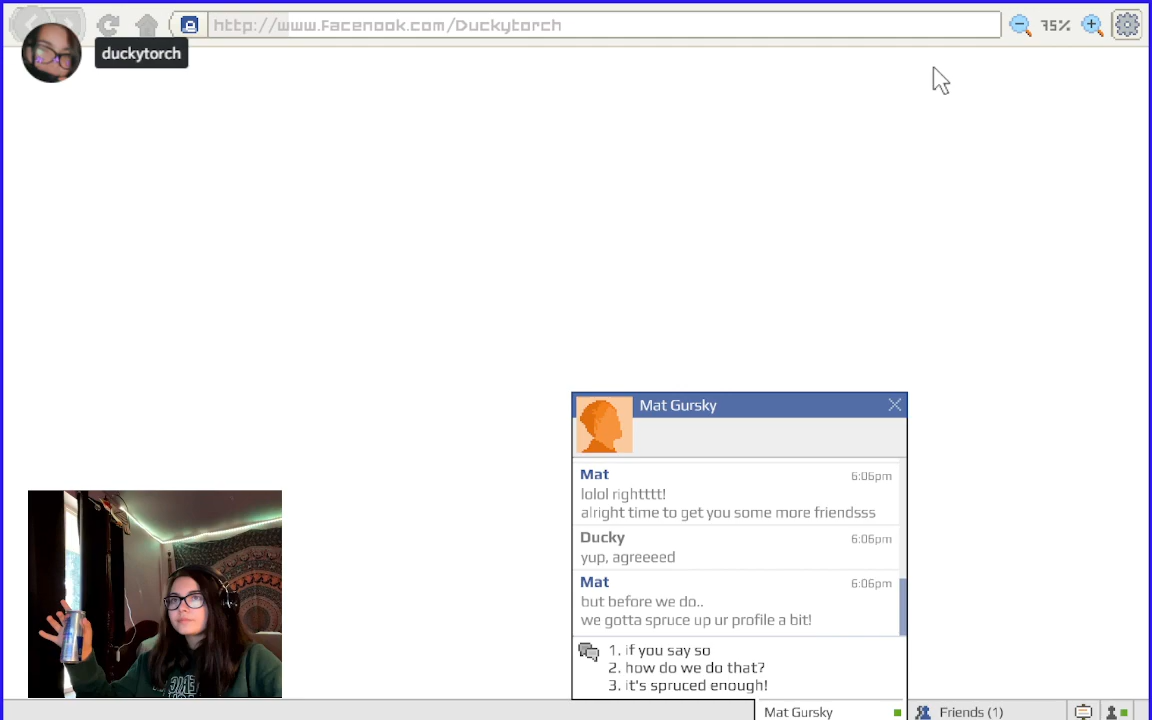 http://www.Facenook.com/Duckytorch
75%
duckytorch
Mat Gursky
Mat 6:06pm
lolol rightttt!
alright time to get you some more friendsss
Ducky 6:06pm
yup, agreeeed
Mat 6:06pm
but before we do..
we gotta spruce up ur profile a bit!
1. if you say so
2. how do we do that?
3. it's spruced enough!
Mat Gursky
Friends (1)